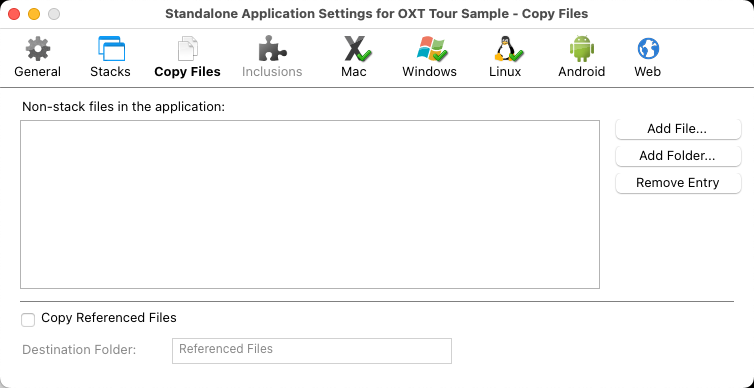 Standalone Application Settings for OXT Tour Sample - Copy Files
General Stacks Copy Files Inclusions Mac Windows Linux Android Web
Non-stack files in the application:
Add File...
Add Folder...
Remove Entry
Copy Referenced Files
Destination Folder: Referenced Files